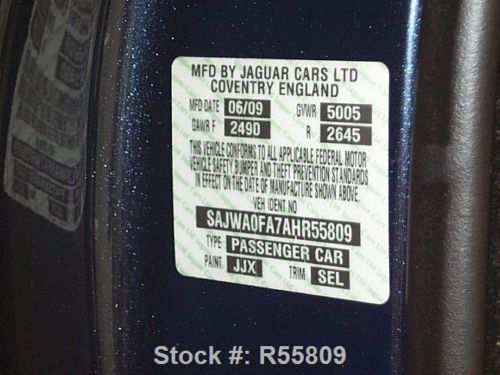 MFD BY JAGUAR CARS LTD
COVENTRY ENGLAND
MFD DATE 06/09 GVWR 5005
GAWR F 2490 R 2645
THIS VEHICLE CONFORMS TO ALL APPLICABLE FEDERAL MOTOR
VEHICLE SAFETY BUMPER AND THEFT PREVENTION STANDARDS
IN EFFECT ON THE DATE OF MANUFACTURE SHOWN ABOVE.
VEH IDENT NO
SAJWA0FA7AHR55809
TYPE PASSENGER CAR
PAINT JJX TRIM SEL
Stock #: R55809